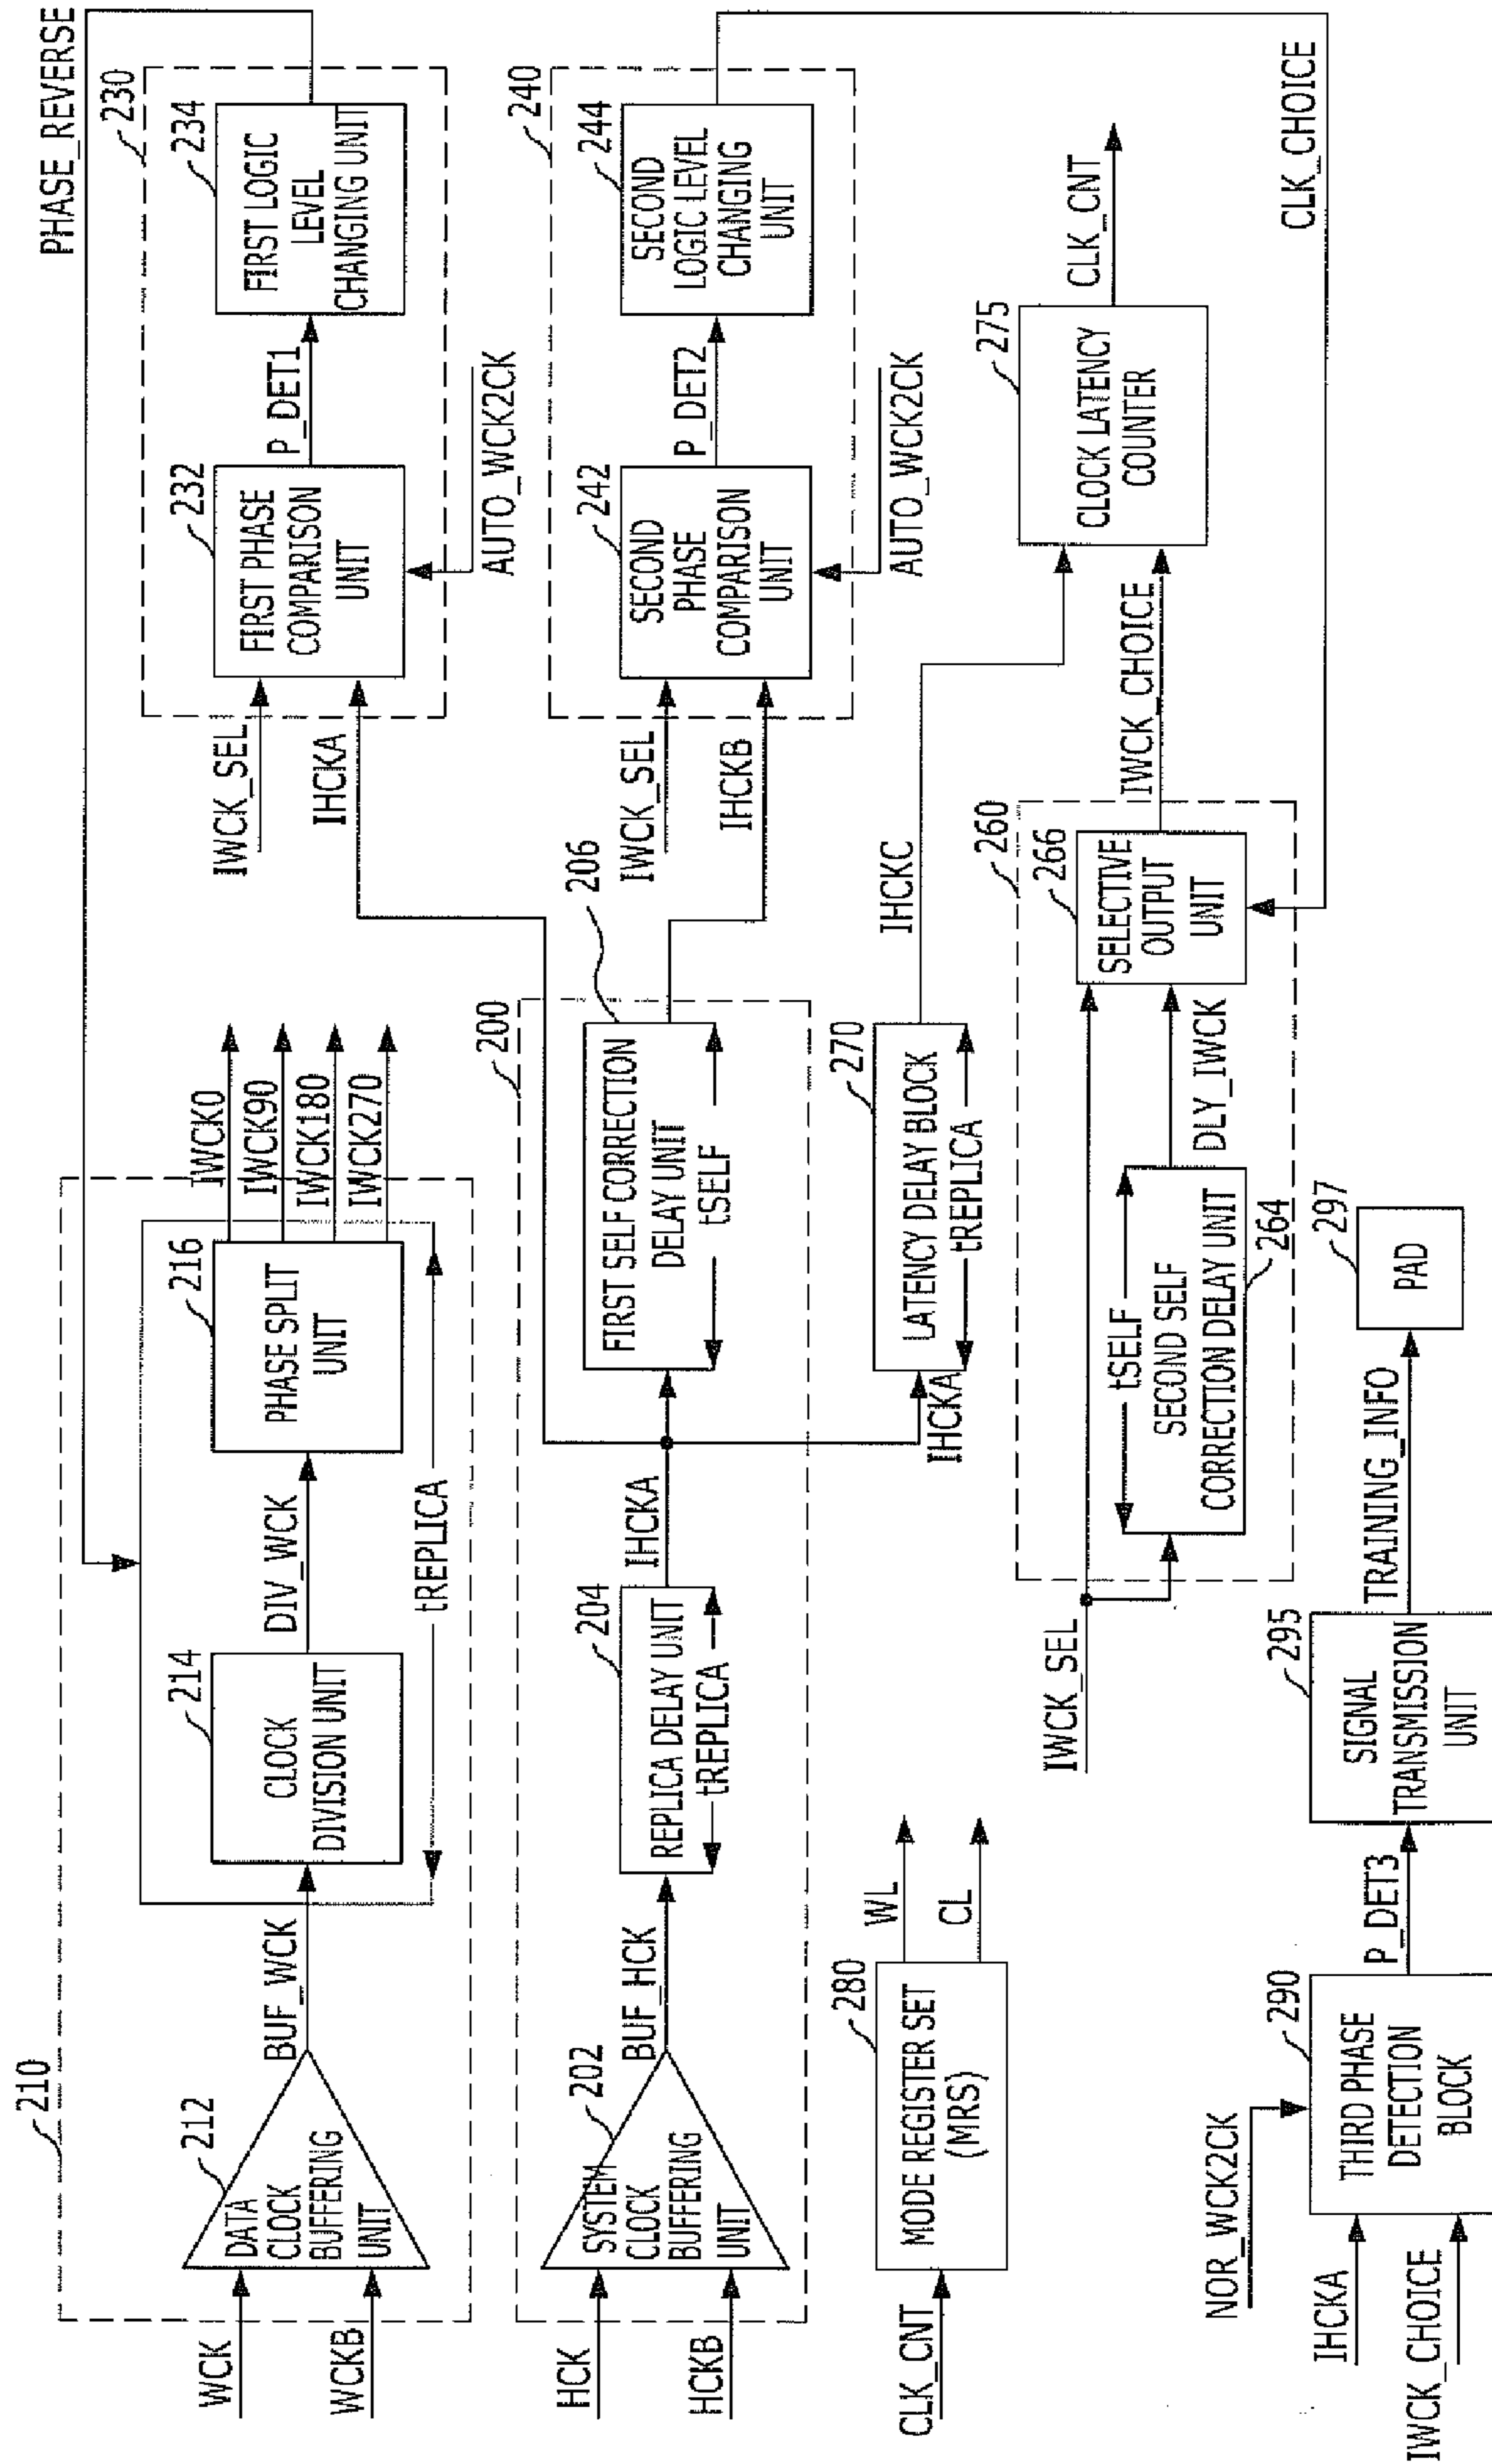 PHASE_REVERSE
210
WCK
WCKB
212
DATA
CLOCK
BUFFERING
UNIT
BUF_WCK
214
CLOCK
DIVISION UNIT
DIV_WCK
216
PHASE SPLIT
UNIT
tREPLICA
IWCK0
IWCK90
IWCK180
IWCK270
230
IWCK_SEL
IHCKA
232
FIRST PHASE
COMPARISON
UNIT
AUTO_WCK2CK
P_DET1
234
FIRST LOGIC
LEVEL
CHANGING UNIT
HCK
HCKB
202
SYSTEM
CLOCK
BUFFERING
UNIT
BUF_HCK
204
REPLICA DELAY UNIT
tREPLICA
IHCKA
200
206
FIRST SELF CORRECTION
DELAY UNIT
tSELF
240
IWCK_SEL
IHCKB
242
SECOND
PHASE
COMPARISON
UNIT
AUTO_WCK2CK
P_DET2
244
SECOND
LOGIC LEVEL
CHANGING
UNIT
CLK_CNT
280
MODE REGISTER SET
(MRS)
WL
CL
IHCKA
270
LATENCY DELAY BLOCK
tREPLICA
IHCKC
275
CLOCK LATENCY
COUNTER
CLK_CNT
IWCK_SEL
260
tSELF
SECOND SELF
CORRECTION DELAY UNIT
264
DLY_IWCK
266
SELECTIVE
OUTPUT
UNIT
IWCK_CHOICE
CLK_CHOICE
NOR_WCK2CK
IHCKA
IWCK_CHOICE
290
THIRD PHASE
DETECTION
BLOCK
P_DET3
295
SIGNAL
TRANSMISSION
UNIT
TRAINING_INFO
297
PAD